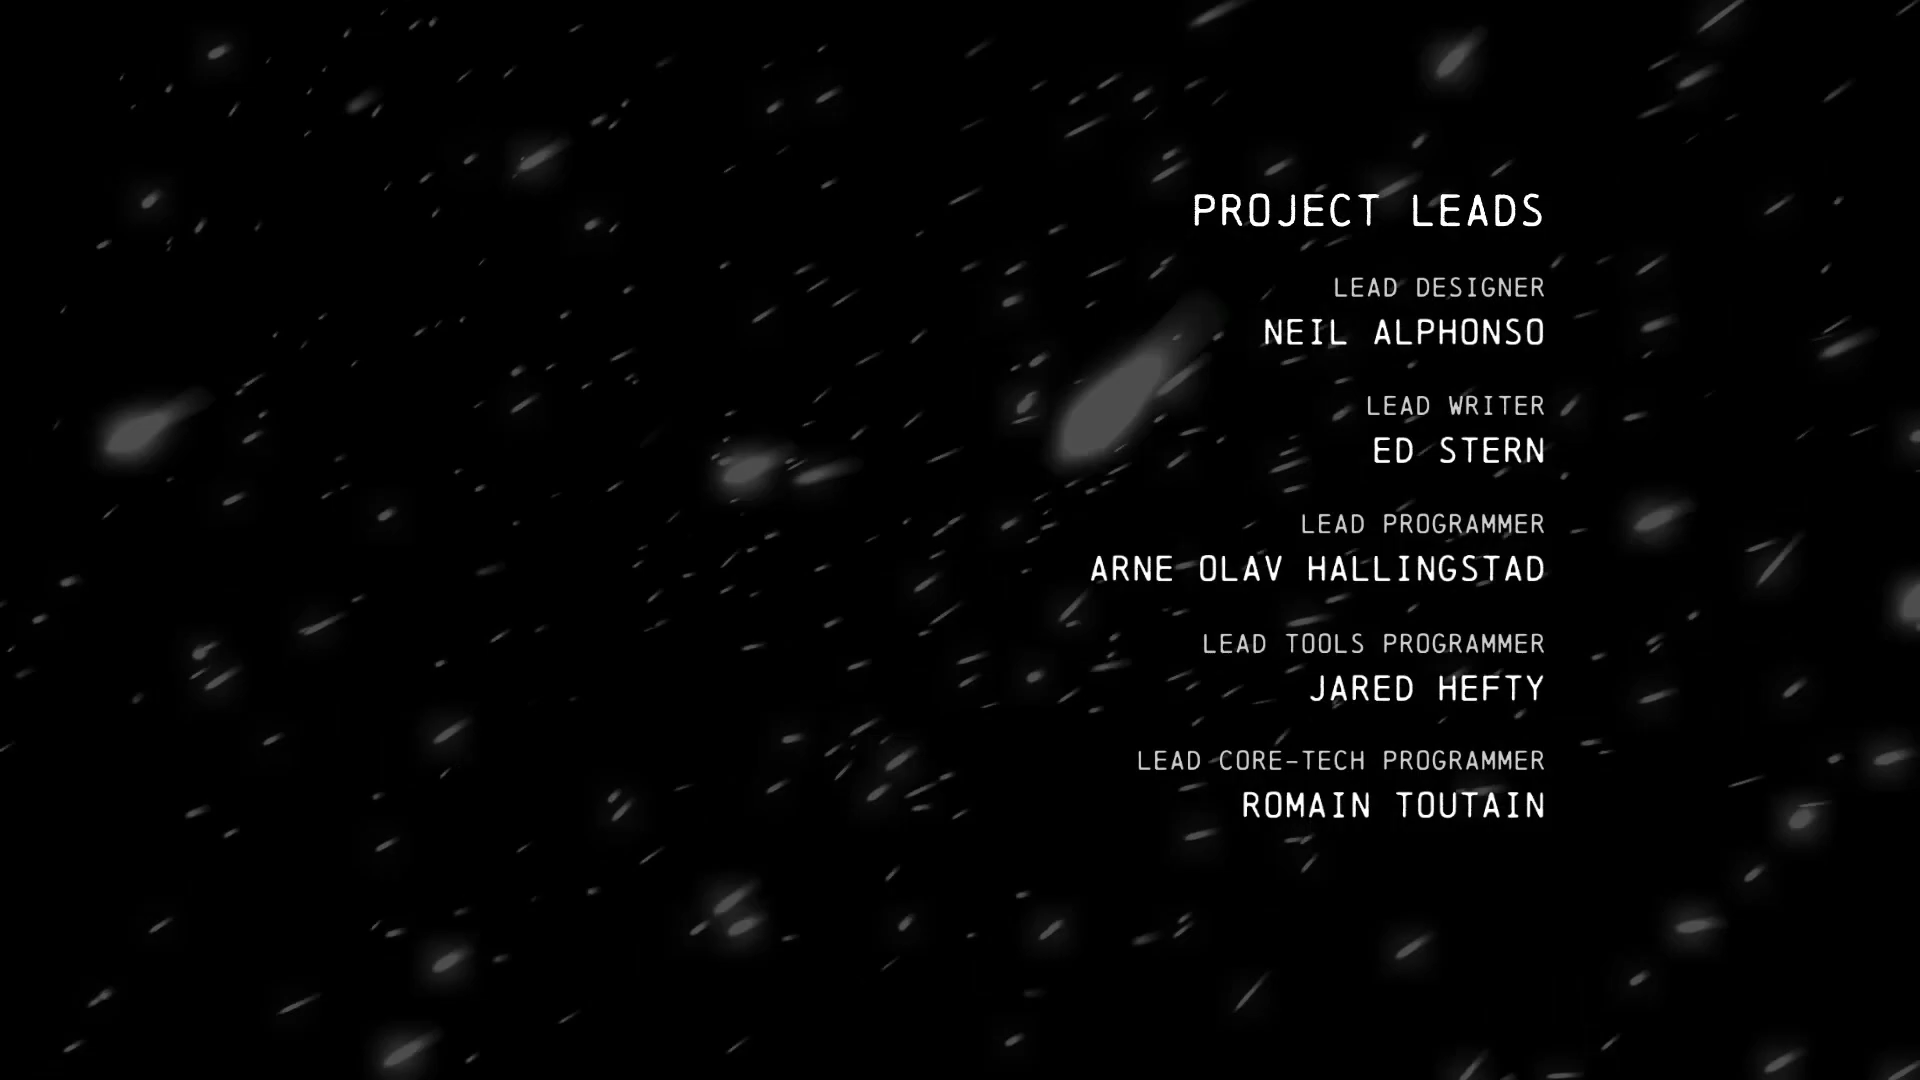 PROJECT LEADS
LEAD DESIGNER
NEIL ALPHONSO
LEAD WRITER
ED STERN
LEAD PROGRAMMER
ARNE OLAV HALLINGSTAD
LEAD TOOLS PROGRAMMER
JARED HEFTY
LEAD CORE-TECH PROGRAMMER
ROMAIN TOUTAIN